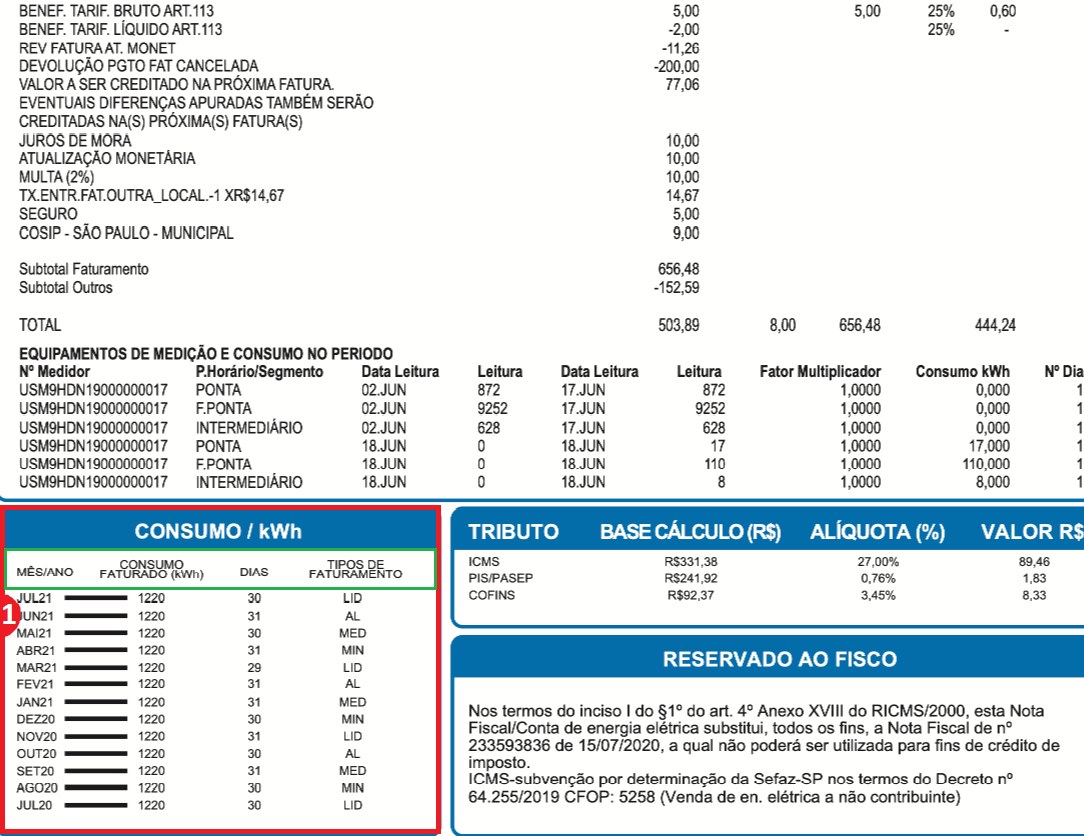 BENEF. TARIF. BRUTO ART.113 5,00 5,00 25% 0,60
BENEF. TARIF. LÍQUIDO ART.113 -2,00 25% -
REV FATURA AT. MONET -11,26
DEVOLUÇÃO PGTO FAT CANCELADA -200,00
VALOR A SER CREDITADO NA PRÓXIMA FATURA. 77,06
EVENTUAIS DIFERENÇAS APURADAS TAMBÉM SERÃO
CREDITADAS NA(S) PRÓXIMA(S) FATURA(S)
JUROS DE MORA 10,00
ATUALIZAÇÃO MONETÁRIA 10,00
MULTA (2%) 10,00
TX.ENTR.FAT.OUTRA_LOCAL.-1 XR$14,67 14,67
SEGURO 5,00
COSIP - SÃO PAULO - MUNICIPAL 9,00
Subtotal Faturamento 656,48
Subtotal Outros -152,59
TOTAL 503,89 8,00 656,48 444,24
EQUIPAMENTOS DE MEDIÇÃO E CONSUMO NO PERIODO
Nº Medidor P.Horário/Segmento Data Leitura Leitura Data Leitura Leitura Fator Multiplicador Consumo kWh Nº Dia
USM9HDN19000000017 PONTA 02.JUN 872 17.JUN 872 1,0000 0,000 1
USM9HDN19000000017 F.PONTA 02.JUN 9252 17.JUN 9252 1,0000 0,000 1
USM9HDN19000000017 INTERMEDIÁRIO 02.JUN 628 17.JUN 628 1,0000 0,000 1
USM9HDN19000000017 PONTA 18.JUN 0 18.JUN 17 1,0000 17,000 1
USM9HDN19000000017 F.PONTA 18.JUN 0 18.JUN 110 1,0000 110,000 1
USM9HDN19000000017 INTERMEDIÁRIO 18.JUN 0 18.JUN 8 1,0000 8,000 1
CONSUMO / kWh
MÊS/ANO CONSUMO FATURADO (kWh) DIAS TIPOS DE FATURAMENTO
JUL21 1220 30 LID
1
JUN21 1220 31 AL
MAI21 1220 30 MED
ABR21 1220 31 MIN
MAR21 1220 29 LID
FEV21 1220 31 AL
JAN21 1220 31 MED
DEZ20 1220 30 MIN
NOV20 1220 31 LID
OUT20 1220 30 AL
SET20 1220 31 MED
AGO20 1220 30 MIN
JUL20 1220 30 LID
TRIBUTO BASE CÁLCULO (R$) ALÍQUOTA (%) VALOR R$
ICMS R$331,38 27,00% 89,46
PIS/PASEP R$241,92 0,76% 1,83
COFINS R$92,37 3,45% 8,33
RESERVADO AO FISCO
Nos termos do inciso I do §1º do art. 4º Anexo XVIII do RICMS/2000, esta Nota
Fiscal/Conta de energia elétrica substitui, todos os fins, a Nota Fiscal de nº
233593836 de 15/07/2020, a qual não poderá ser utilizada para fins de crédito de
imposto.
ICMS-subvenção por determinação da Sefaz-SP nos termos do Decreto nº
64.255/2019 CFOP: 5258 (Venda de en. elétrica a não contribuinte)